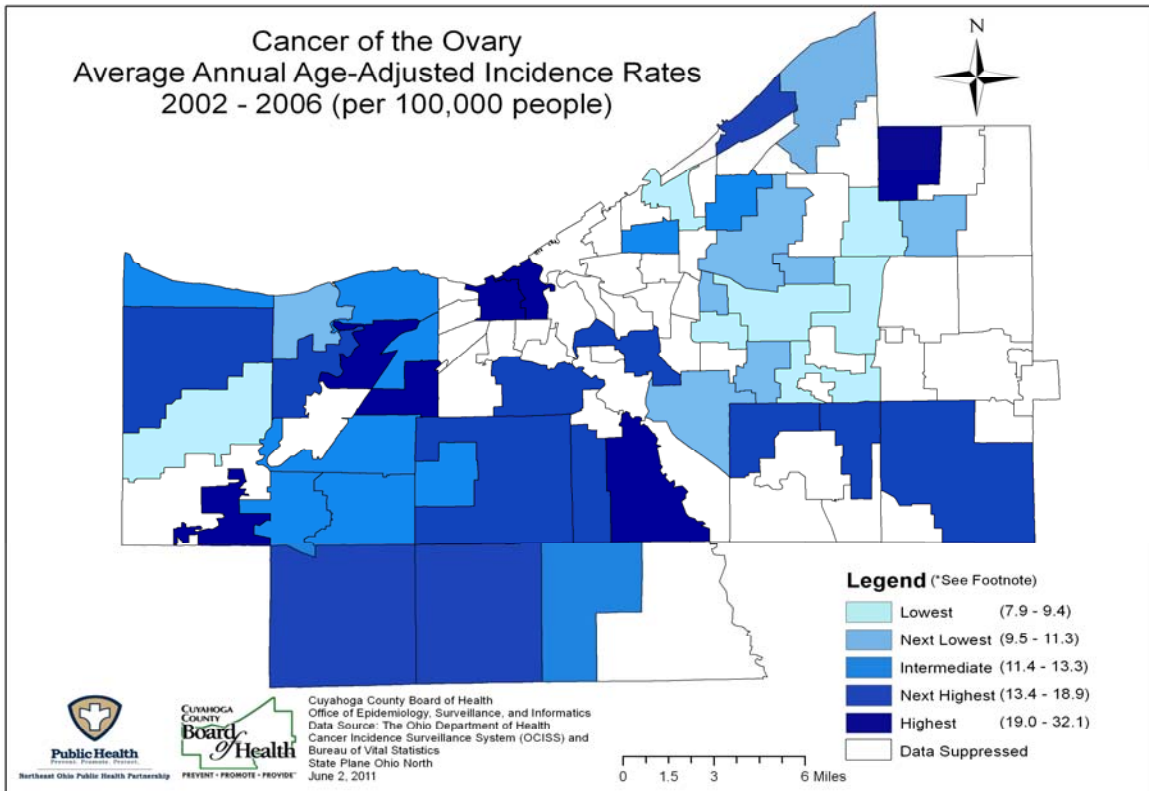 Cancer of the Ovary
Average Annual Age-Adjusted Incidence Rates
2002 - 2006 (per 100,000 people)
N
Legend (*See Footnote)
Lowest (7.9 - 9.4)
Next Lowest (9.5 - 11.3)
Intermediate (11.4 - 13.3)
Next Highest (13.4 - 18.9)
Highest (19.0 - 32.1)
Data Suppressed
Public Health
Prevent. Promote. Protect.
Northeast Ohio Public Health Partnership
CUYAHOGA
COUNTY
Board
of Health
PREVENT • PROMOTE • PROVIDE
Cuyahoga County Board of Health
Office of Epidemiology, Surveillance, and Informatics
Data Source: The Ohio Department of Health
Cancer Incidence Surveillance System (OCISS) and
Bureau of Vital Statistics
State Plane Ohio North
June 2, 2011
0 1.5 3 6 Miles